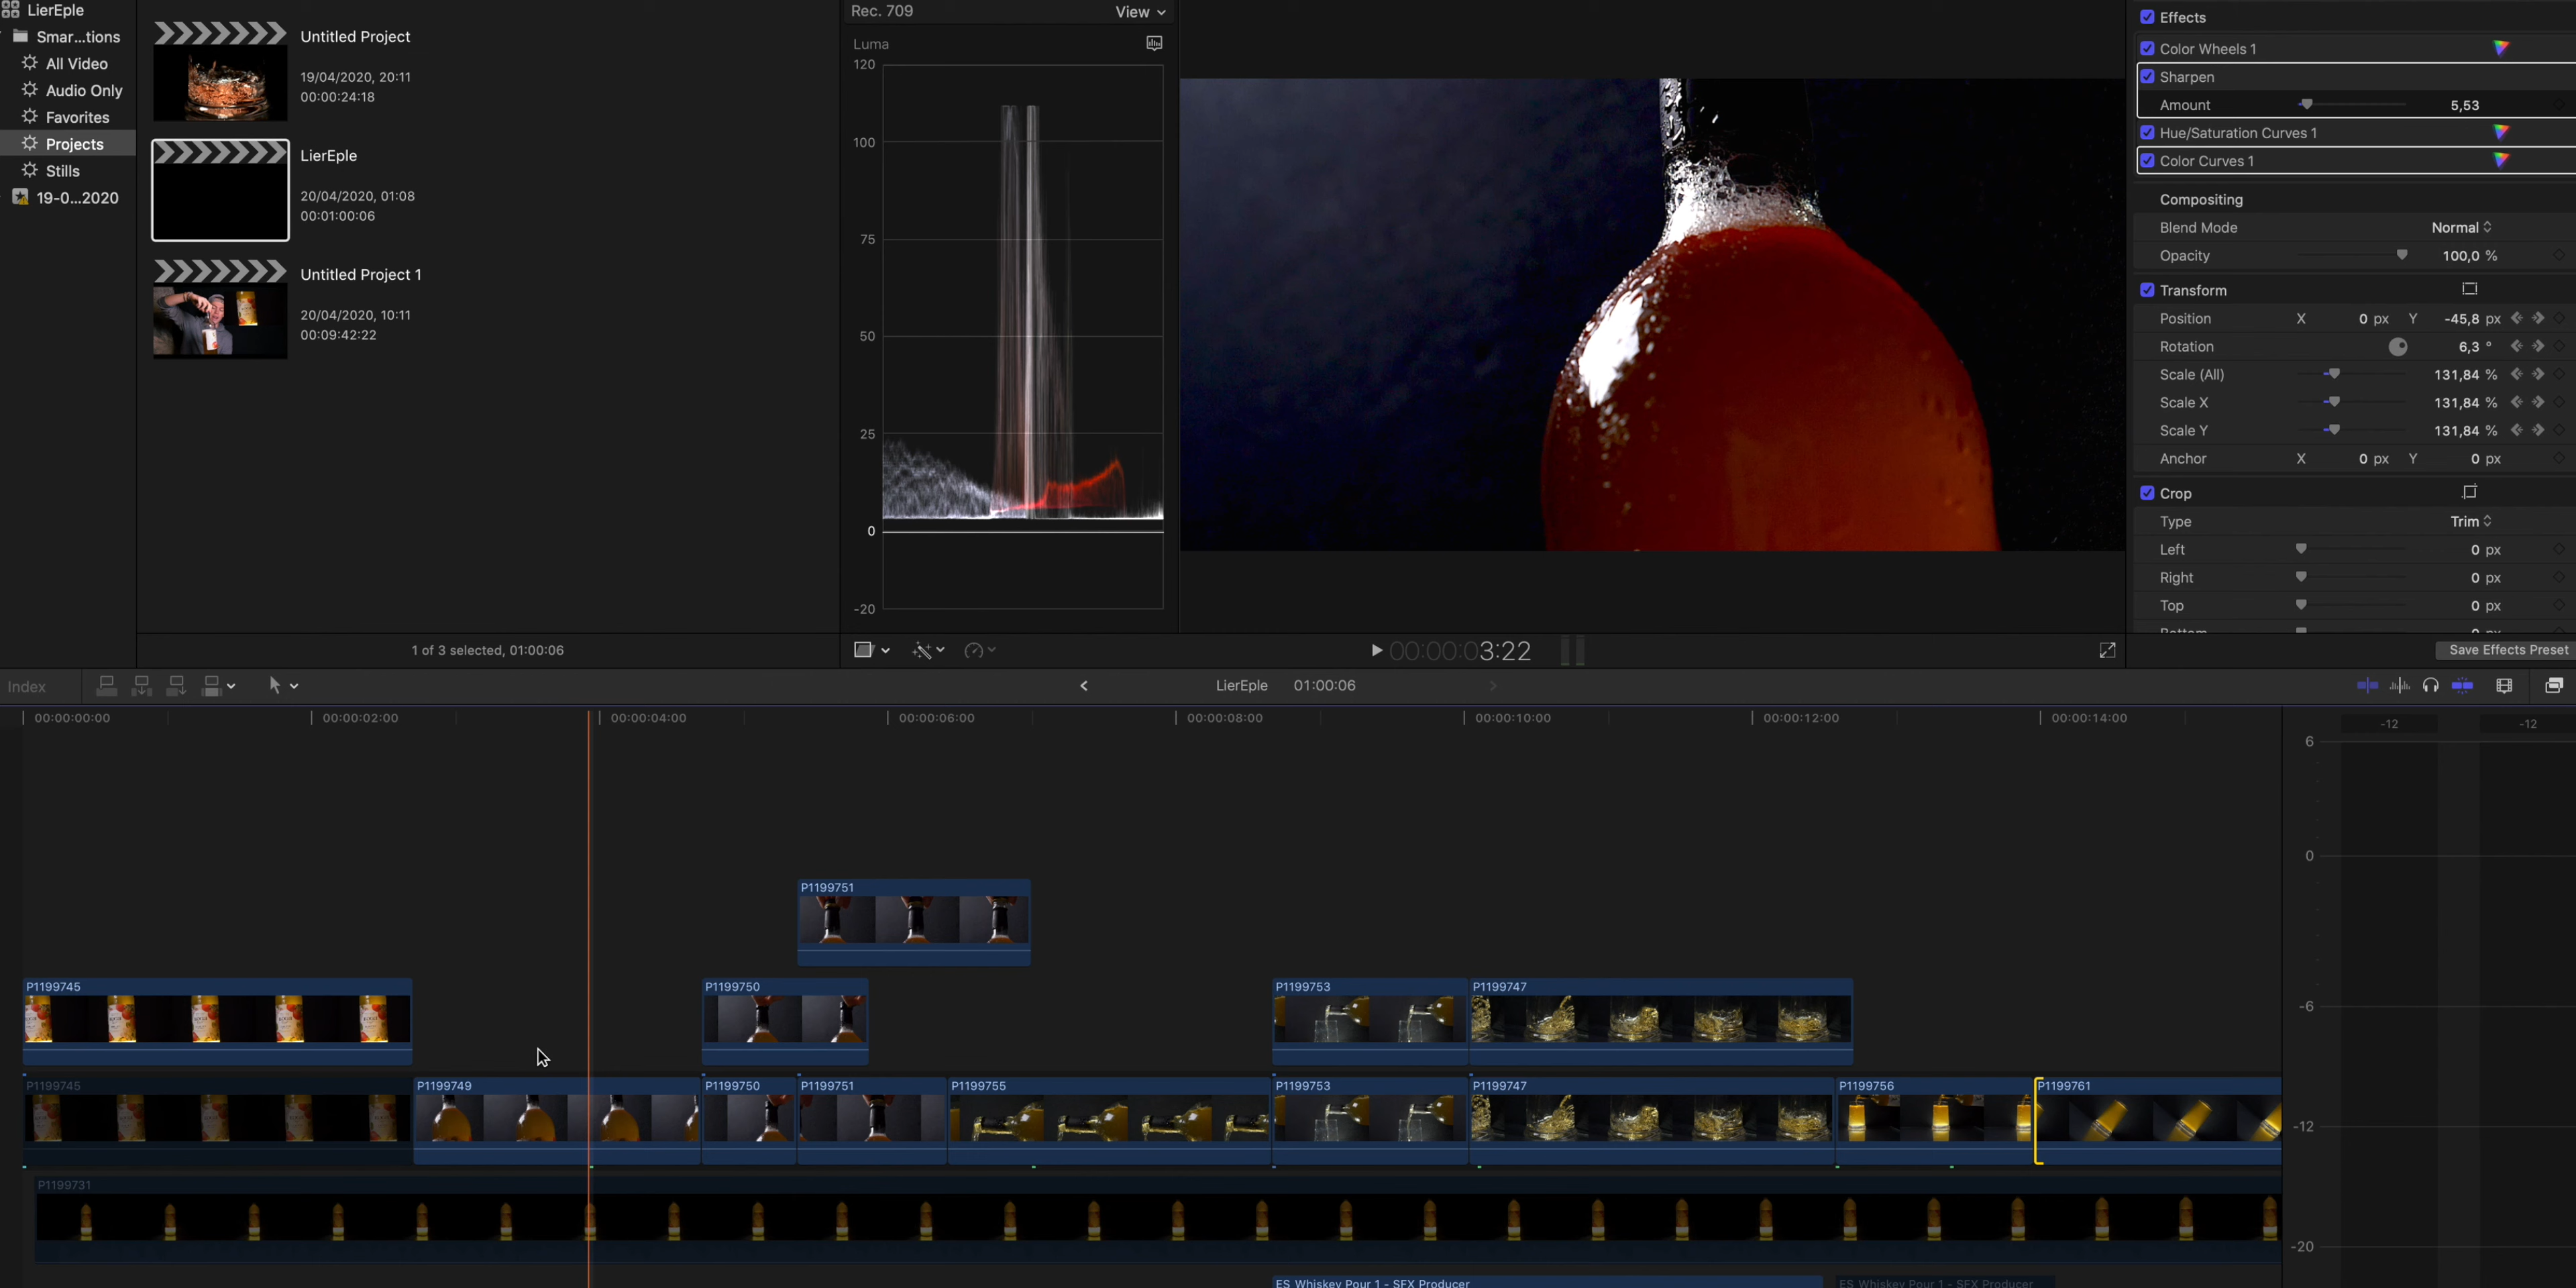 LierEple
Smar...tions
All Video
Audio Only
Favorites
Projects
Stills
19-0...2020
Untitled Project
19/04/2020, 20:11
00:00:24:18
LierEple
20/04/2020, 01:08
00:01:00:06
Untitled Project 1
20/04/2020, 10:11
00:09:42:22
1 of 3 selected, 01:00:06
Rec. 709 View
Luma
120
100
75
50
25
0
-20
00:00:03:22
Effects
Color Wheels 1
Sharpen
Amount 5,53
Hue/Saturation Curves 1
Color Curves 1
Compositing
Blend Mode Normal
Opacity 100,0 %
Transform
Position X 0 px Y -45,8 px
Rotation 6,3 °
Scale (All) 131,84 %
Scale X 131,84 %
Scale Y 131,84 %
Anchor X 0 px Y 0 px
Crop
Type Trim
Left 0 px
Right 0 px
Top 0 px
Bottom 0 px
Save Effects Preset
Index
LierEple 01:00:06
00:00:00:00 00:00:02:00 00:00:04:00 00:00:06:00 00:00:08:00 00:00:10:00 00:00:12:00 00:00:14:00
-12 -12
6
0
-6
-12
-20
P1199751
P1199745 P1199750 P1199753 P1199747
P1199745 P1199749 P1199750 P1199751 P1199755 P1199753 P1199747 P1199756 P1199761
P1199731
ES Whiskey Pour 1 - SFX Producer ES Whiskey Pour 1 - SFX Producer